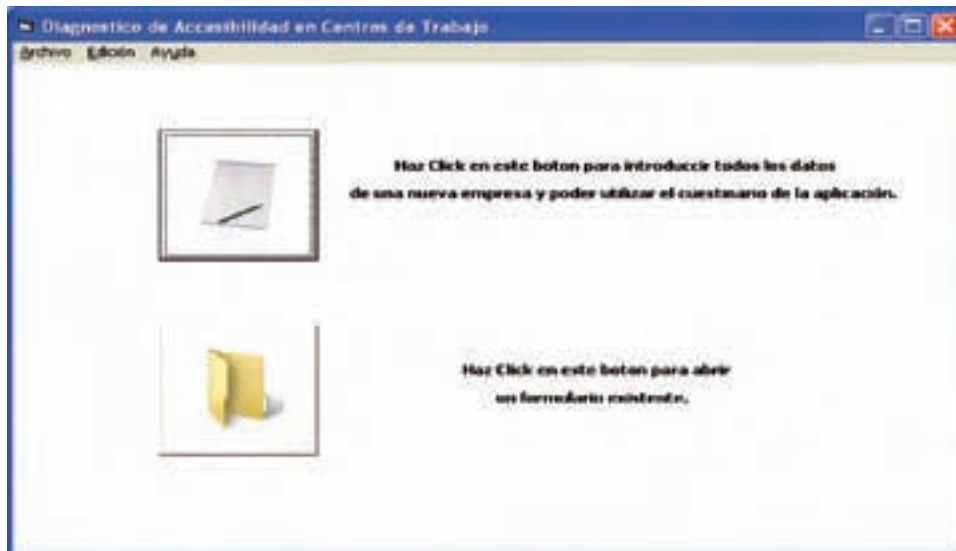 Diagnostico de Accesibilidad en Centros de Trabajo
Archivo Edición Ayuda
Haz Click en este boton para introduccir todos los datos
de una nueva empresa y poder utilizar el cuestinario de la aplicación.
Haz Click en este boton para abrir
un formulario existente.